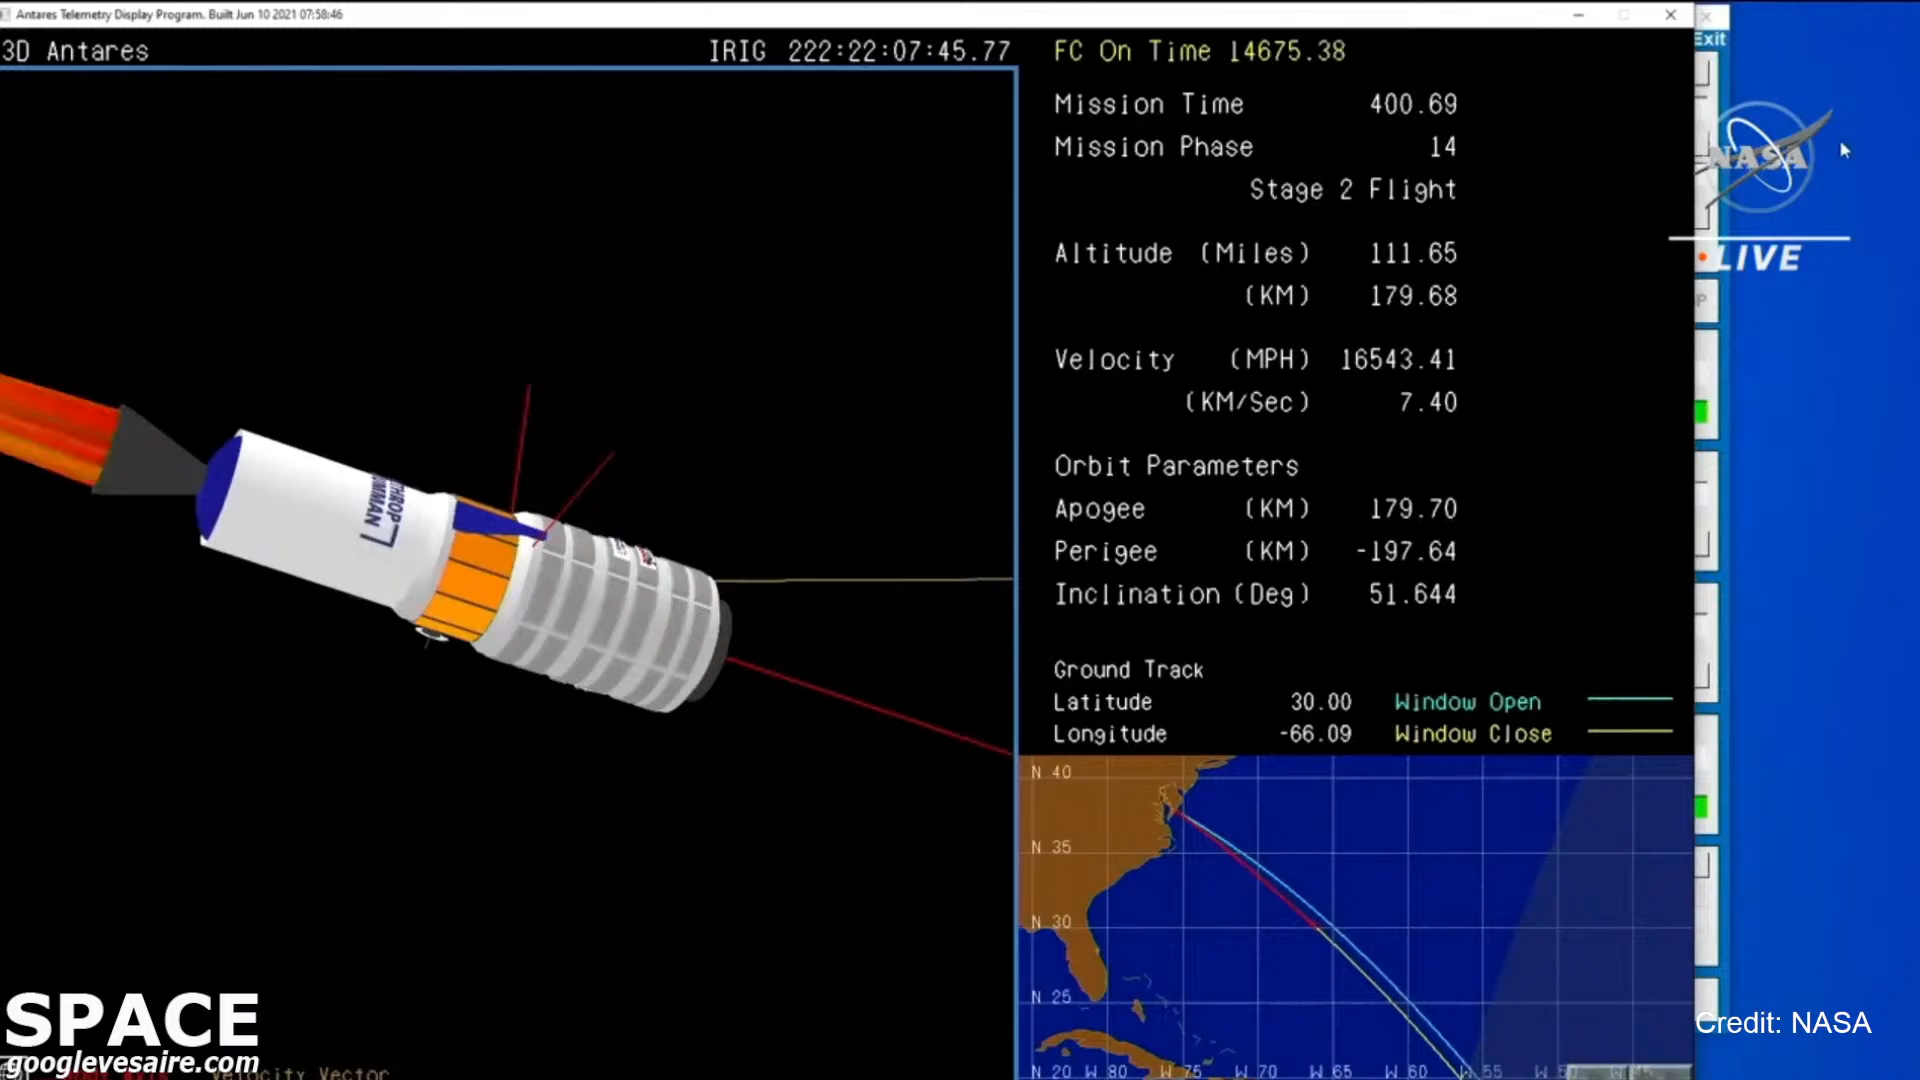 Antares Telemetry Display Program. Built Jun 10 2021 07:58:46
3D Antares
IRIG 222:22:07:45.77
FC On Time 14675.38
Exit
Mission Time 400.69
Mission Phase 14
Stage 2 Flight
Altitude (Miles) 111.65
(KM) 179.68
Velocity (MPH) 16543.41
(KM/Sec) 7.40
Orbit Parameters
Apogee (KM) 179.70
Perigee (KM) -197.64
Inclination (Deg) 51.644
Ground Track
Latitude 30.00 Window Open
Longitude -66.09 Window Close
NASA
LIVE
N 40
N 35
N 30
N 25
N 20 W 80 W 75 W 70 W 65 W 60 W 55 W 50 W 45
SPACE
googlevesaire.com
Velocity Vector
Credit: NASA